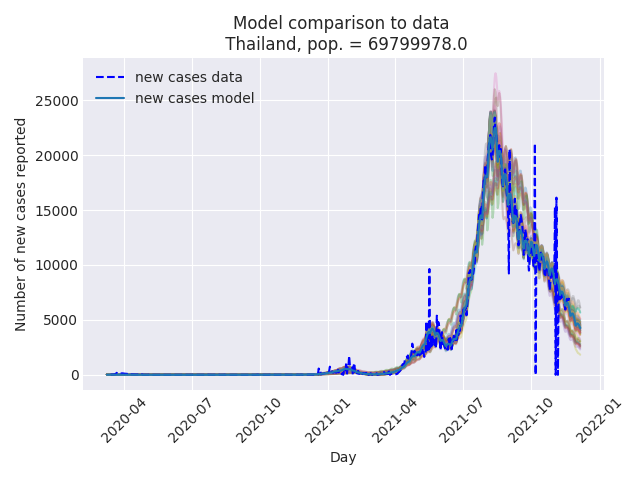 Model comparison to data
Thailand, pop. = 69799978.0
new cases data
new cases model
Number of new cases reported
25000
20000
15000
10000
5000
0
2020-04
2020-07
2020-10
2021-01
2021-04
2021-07
2021-10
2022-01
Day